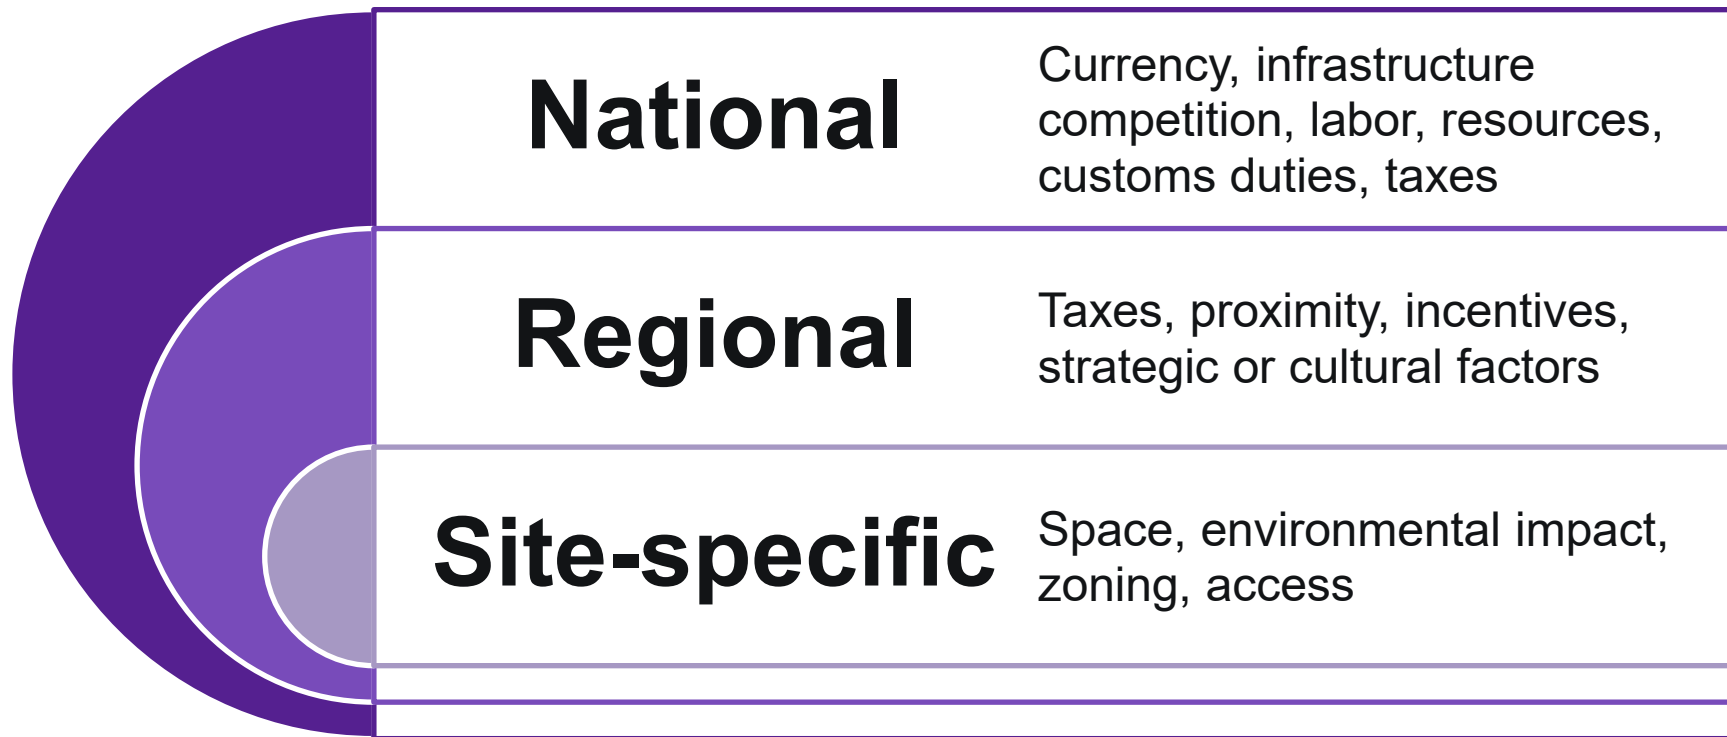 National
Currency, infrastructure
competition, labor, resources,
customs duties, taxes
Regional
Taxes, proximity, incentives,
strategic or cultural factors
Site-specific
Space, environmental impact,
zoning, access